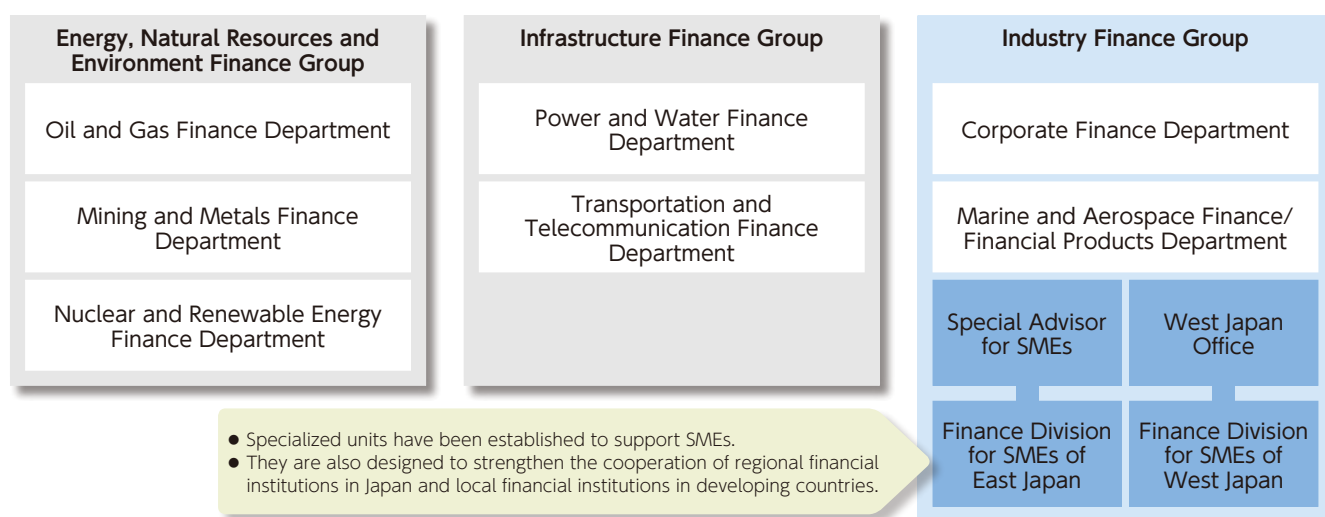 Energy, Natural Resources and
Environment Finance Group
Oil and Gas Finance Department
Mining and Metals Finance
Department
Nuclear and Renewable Energy
Finance Department
Infrastructure Finance Group
Power and Water Finance
Department
Transportation and
Telecommunication Finance
Department
Industry Finance Group
Corporate Finance Department
Marine and Aerospace Finance/
Financial Products Department
Special Advisor
for SMEs
West Japan
Office
Finance Division
for SMEs of
East Japan
Finance Division
for SMEs of
West Japan
● Specialized units have been established to support SMEs.
● They are also designed to strengthen the cooperation of regional financial
institutions in Japan and local financial institutions in developing countries.